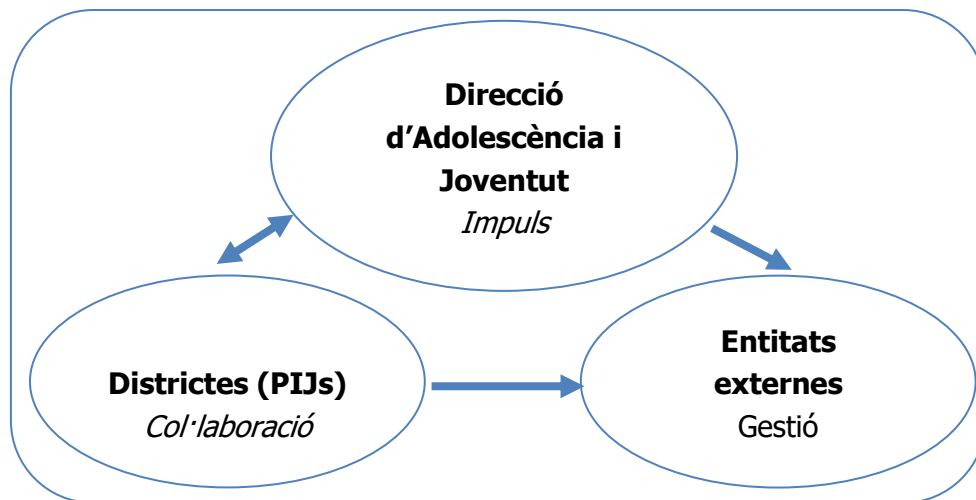 Direcció
d’Adolescència i
Joventut
Impuls
Districtes (PIJs)
Col·laboració
Entitats
externes
Gestió